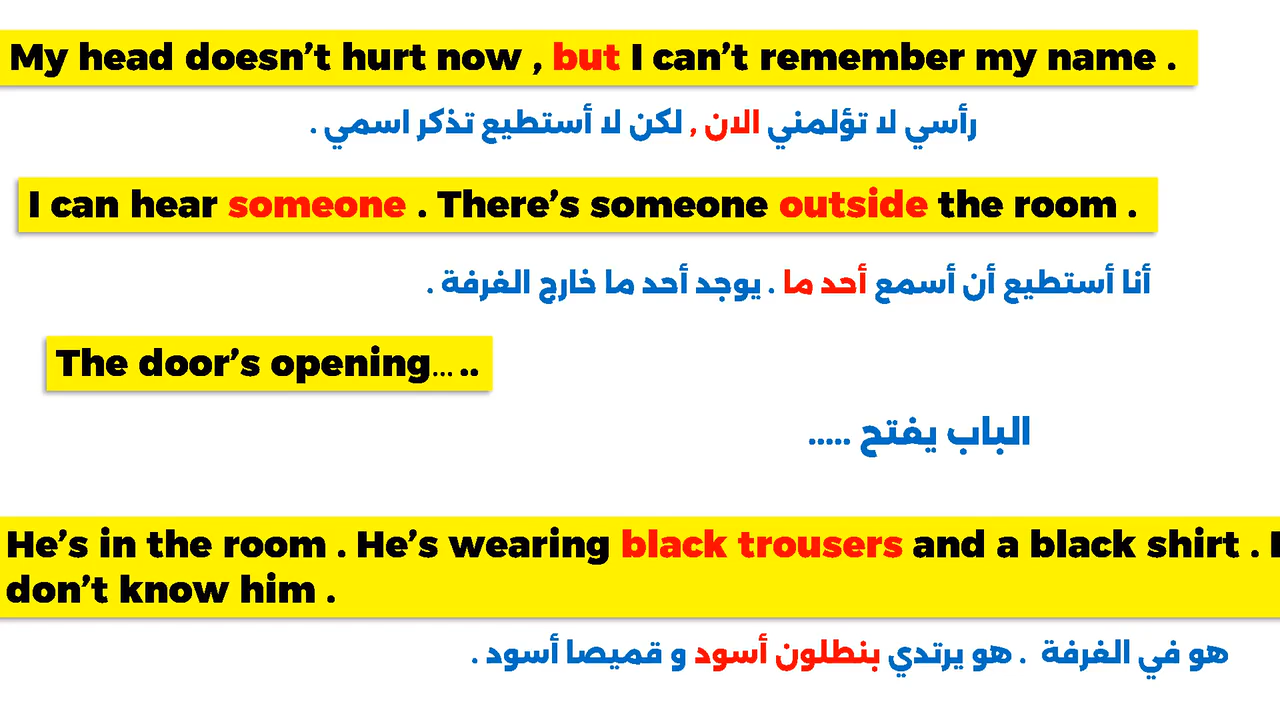 My head doesn’t hurt now , but I can’t remember my name .
رأسي لا تؤلمني الان , لكن لا أستطيع تذكر اسمي .
I can hear someone . There’s someone outside the room .
أنا أستطيع أن أسمع أحد ما . يوجد أحد ما خارج الغرفة .
The door’s opening... ..
الباب يفتح .....
He’s in the room . He’s wearing black trousers and a black shirt .
don’t know him .
هو في الغرفة . هو يرتدي بنطلون أسود و قميصا أسود .